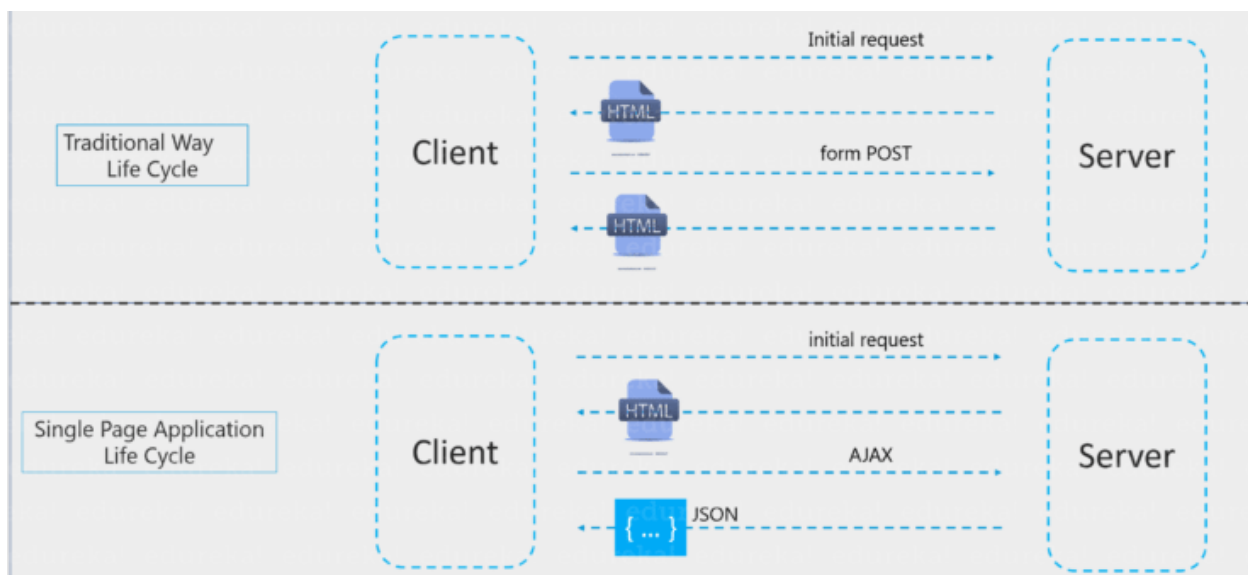 Initial request
HTML
Traditional Way
Life Cycle
Client
form POST
Server
HTML
initial request
HTML
Single Page Application
Life Cycle
Client
AJAX
Server
{ ... } JSON